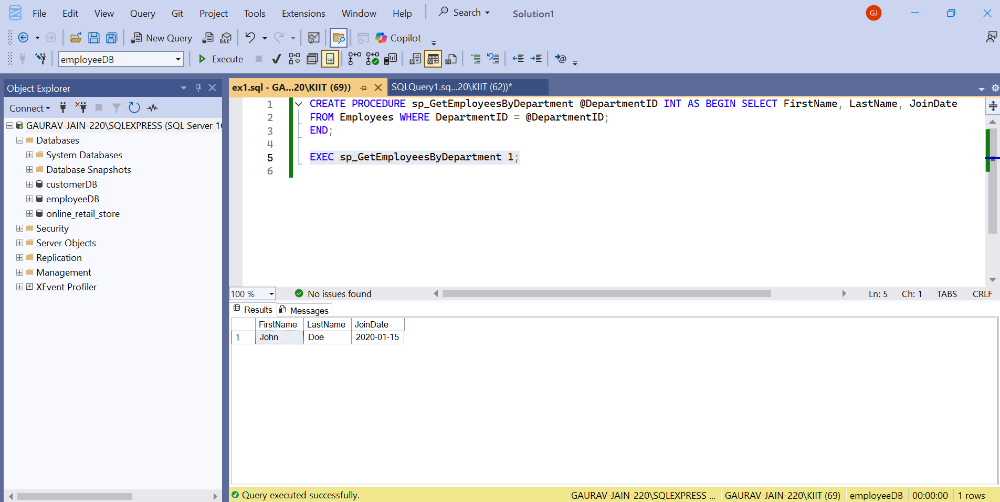 File Edit View Query Git Project Tools Extensions Window Help Search Solution1 GJ
New Query DAX Copilot
employeeDB Execute
Object Explorer
Connect
GAURAV-JAIN-220\SQLEXPRESS (SQL Server 16
Databases
System Databases
Database Snapshots
customerDB
employeeDB
online_retail_store
Security
Server Objects
Replication
Management
XEvent Profiler
ex1.sql - GA...20\KIIT (69)) SQLQuery1.sq...20\KIIT (62))*
1 CREATE PROCEDURE sp_GetEmployeesByDepartment @DepartmentID INT AS BEGIN SELECT FirstName, LastName, JoinDate
2 FROM Employees WHERE DepartmentID = @DepartmentID;
3 END;
4
5 EXEC sp_GetEmployeesByDepartment 1;
6
100 % No issues found Ln: 5 Ch: 1 TABS CRLF
Results Messages
FirstName LastName JoinDate
1 John Doe 2020-01-15
Query executed successfully. GAURAV-JAIN-220\SQLEXPRESS ... GAURAV-JAIN-220\KIIT (69) employeeDB 00:00:00 1 rows